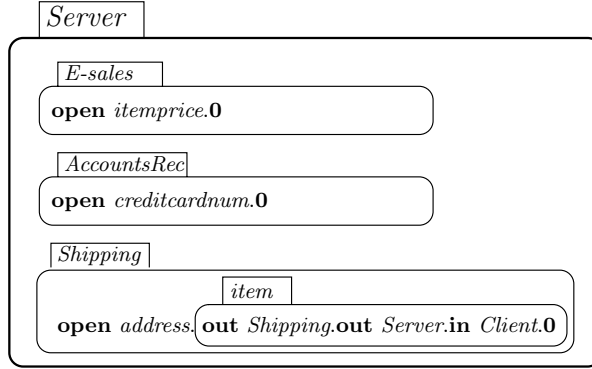 Server
E-sales
open itemprice.0
AccountsRec
open creditcardnum.0
Shipping
item
open address. out Shipping.out Server.in Client.0